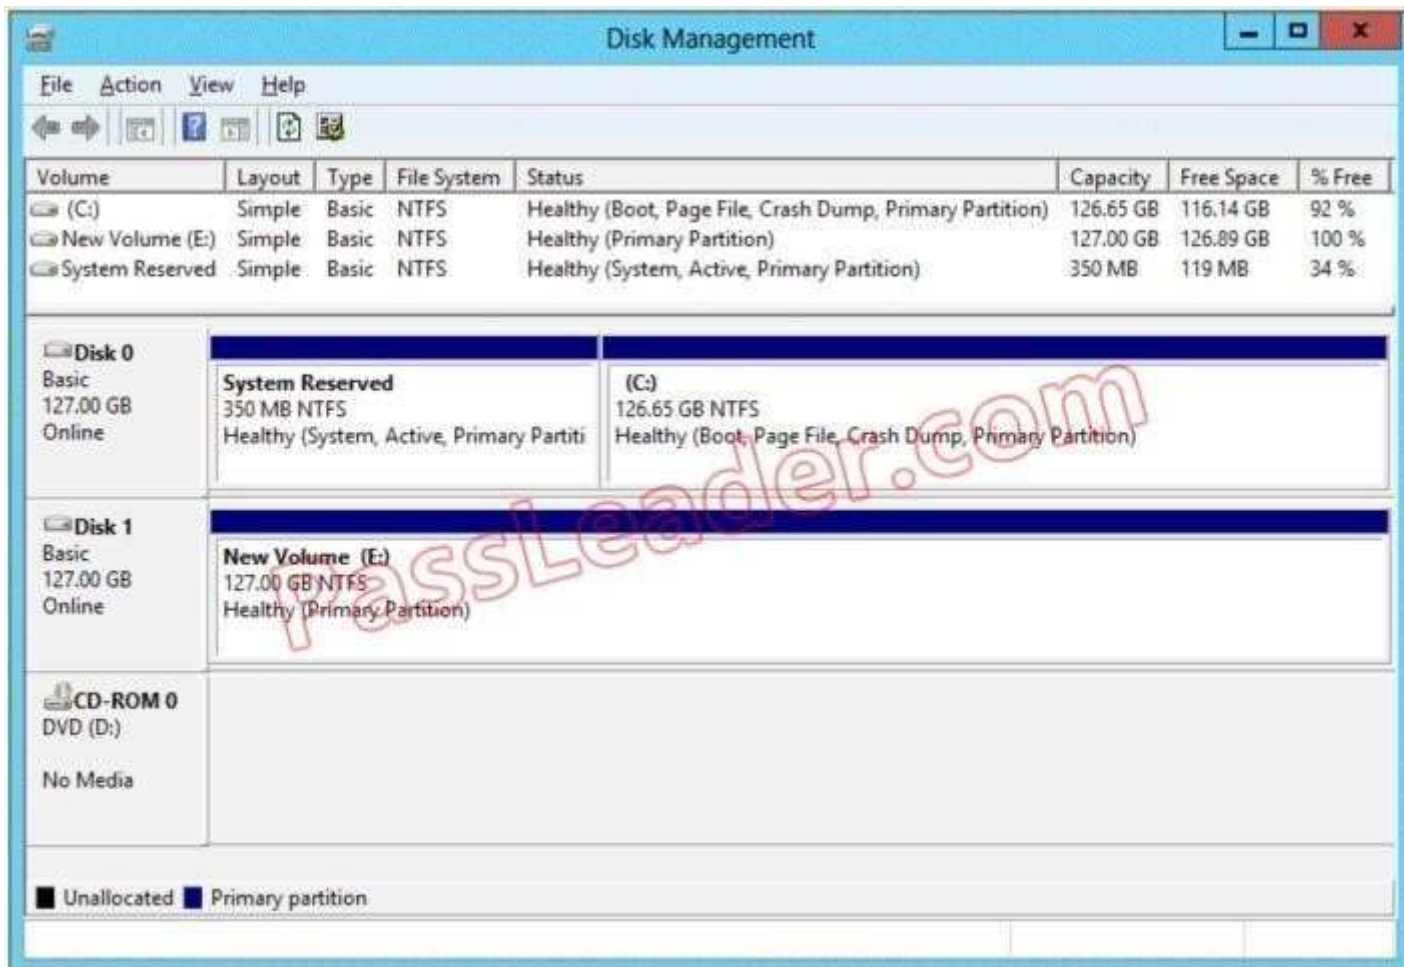 Disk Management
File Action View Help
Volume Layout Type File System Status Capacity Free Space % Free
(C:) Simple Basic NTFS Healthy (Boot, Page File, Crash Dump, Primary Partition) 126.65 GB 116.14 GB 92 %
New Volume (E:) Simple Basic NTFS Healthy (Primary Partition) 127.00 GB 126.89 GB 100 %
System Reserved Simple Basic NTFS Healthy (System, Active, Primary Partition) 350 MB 119 MB 34 %
Disk 0
Basic
127.00 GB
Online
System Reserved
350 MB NTFS
Healthy (System, Active, Primary Partiti
(C:)
126.65 GB NTFS
Healthy (Boot, Page File, Crash Dump, Primary Partition)
Disk 1
Basic
127.00 GB
Online
New Volume (E:)
127.00 GB NTFS
Healthy (Primary Partition)
PassLeader.com
CD-ROM 0
DVD (D:)
No Media
Unallocated Primary partition